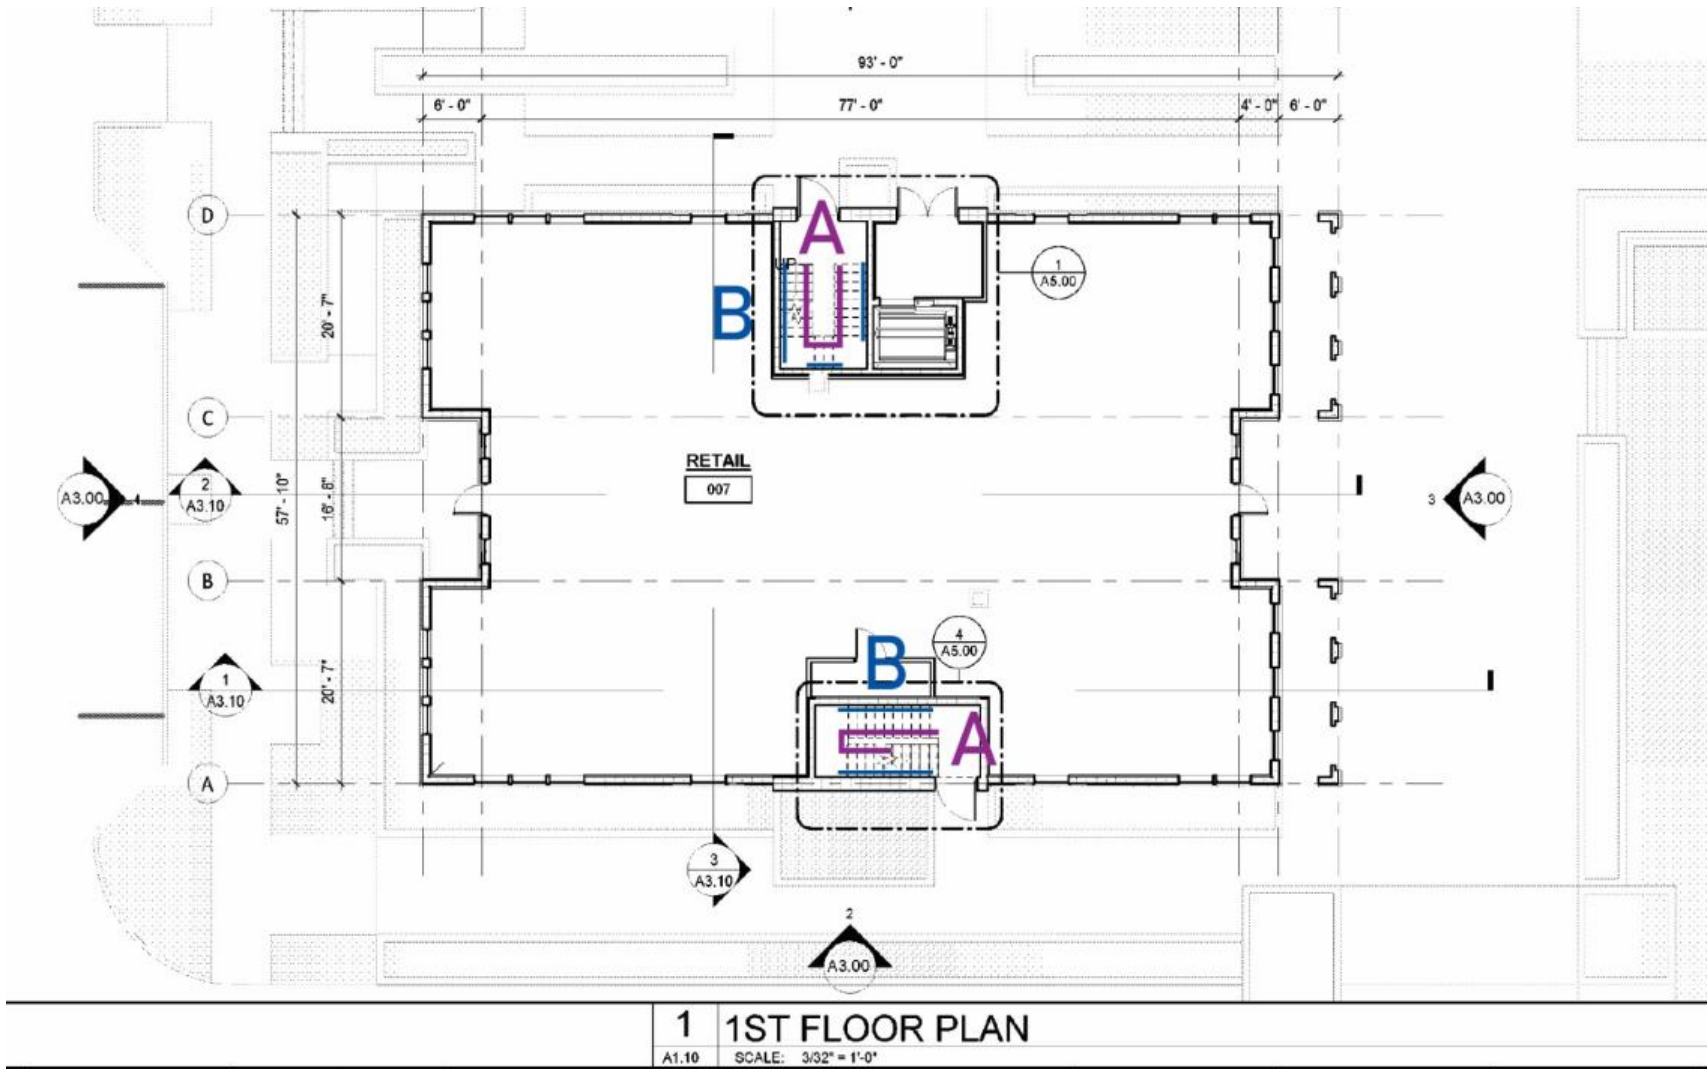 93' - 0"
6' - 0"
77' - 0"
4' - 0"
6' - 0"
D
A
UP
1
A5.00
B
20' - 7"
C
RETAIL
007
57' - 10"
16' - 8"
A3.00
4
2
A3.10
3
A3.00
B
4
A5.00
B
1
A3.10
20' - 7"
A
A
3
A3.10
2
A3.00
1
1ST FLOOR PLAN
A1.10
SCALE: 3/32" = 1'-0"